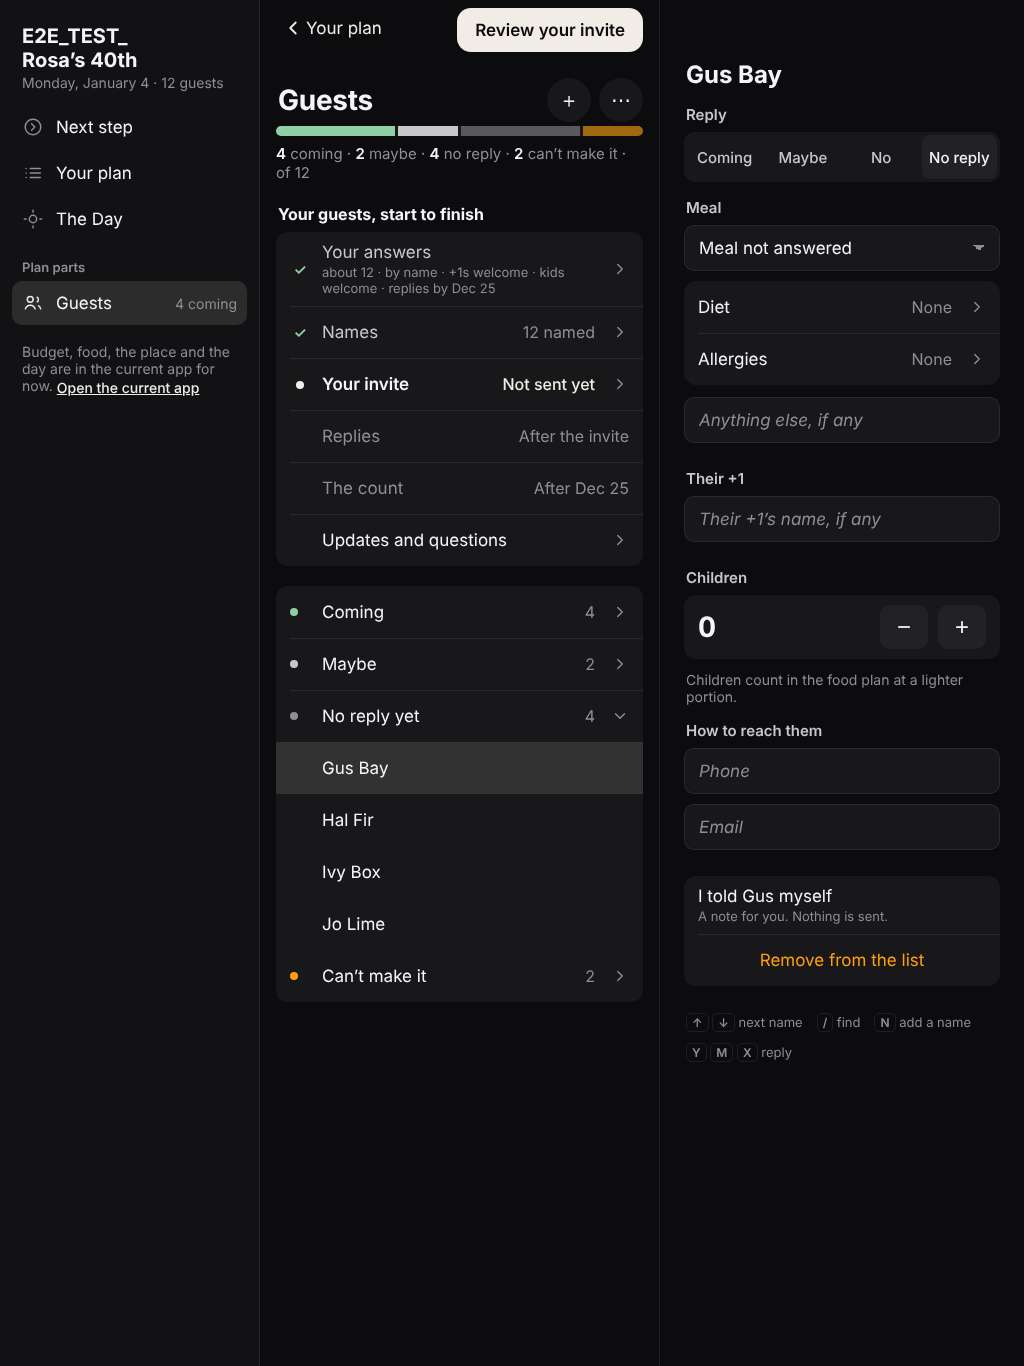 E2E_TEST_
Rosa’s 40th
Monday, January 4 · 12 guests
Next step
Your plan
The Day
Plan parts
Guests 4 coming
Budget, food, the place and the
day are in the current app for
now. Open the current app
Your plan
Review your invite
Guests
+ ···
4 coming · 2 maybe · 4 no reply · 2 can’t make it ·
of 12
Your guests, start to finish
Your answers
about 12 · by name · +1s welcome · kids
welcome · replies by Dec 25
Names 12 named
Your invite Not sent yet
Replies After the invite
The count After Dec 25
Updates and questions
Coming 4
Maybe 2
No reply yet 4
Gus Bay
Hal Fir
Ivy Box
Jo Lime
Can’t make it 2
Gus Bay
Reply
Coming Maybe No No reply
Meal
Meal not answered
Diet None
Allergies None
Anything else, if any
Their +1
Their +1’s name, if any
Children
0 − +
Children count in the food plan at a lighter
portion.
How to reach them
Phone
Email
I told Gus myself
A note for you. Nothing is sent.
Remove from the list
↑ ↓ next name / find N add a name
Y M X reply